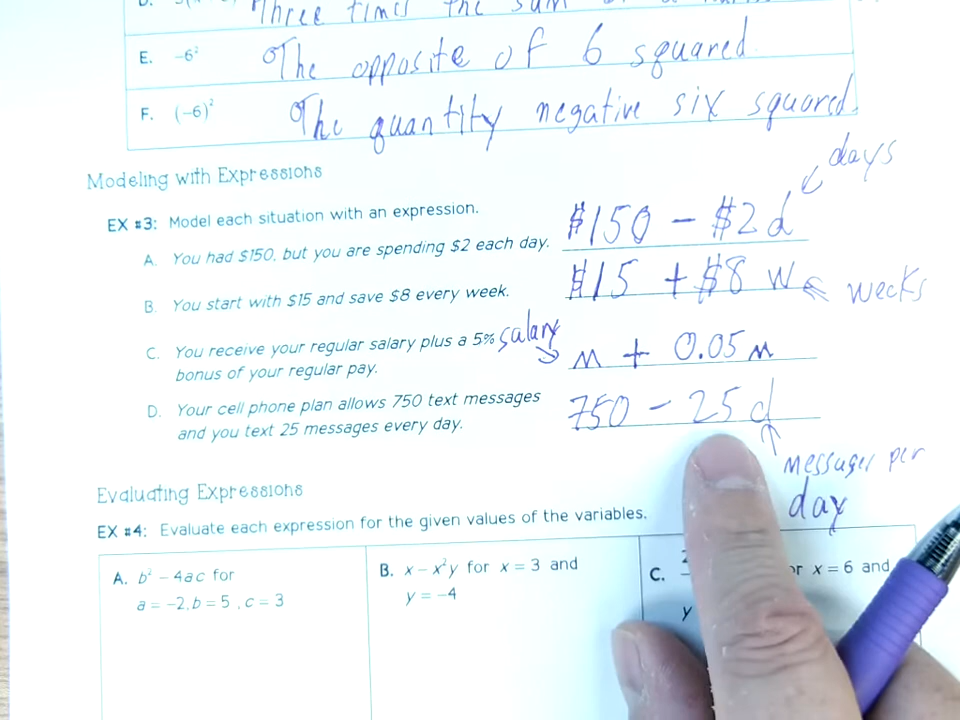 D.
Three times the sum
E. −6² The opposite of 6 squared
F. (−6)² The quantity negative six squared.
Modeling with Expressions
days
EX #3: Model each situation with an expression.
A. You had $150, but you are spending $2 each day. $150 − $2d
B. You start with $15 and save $8 every week. $15 + $8 w weeks
C. You receive your regular salary plus a 5% salary m + 0.05 m
bonus of your regular pay.
D. Your cell phone plan allows 750 text messages 750 − 25 d
and you text 25 messages every day.
messages per
day
Evaluating Expressions
EX #4: Evaluate each expression for the given values of the variables.
A. b² − 4ac for
a = −2, b = 5, c = 3
B. x − x²y for x = 3 and
y = −4
C. or x = 6 and
y